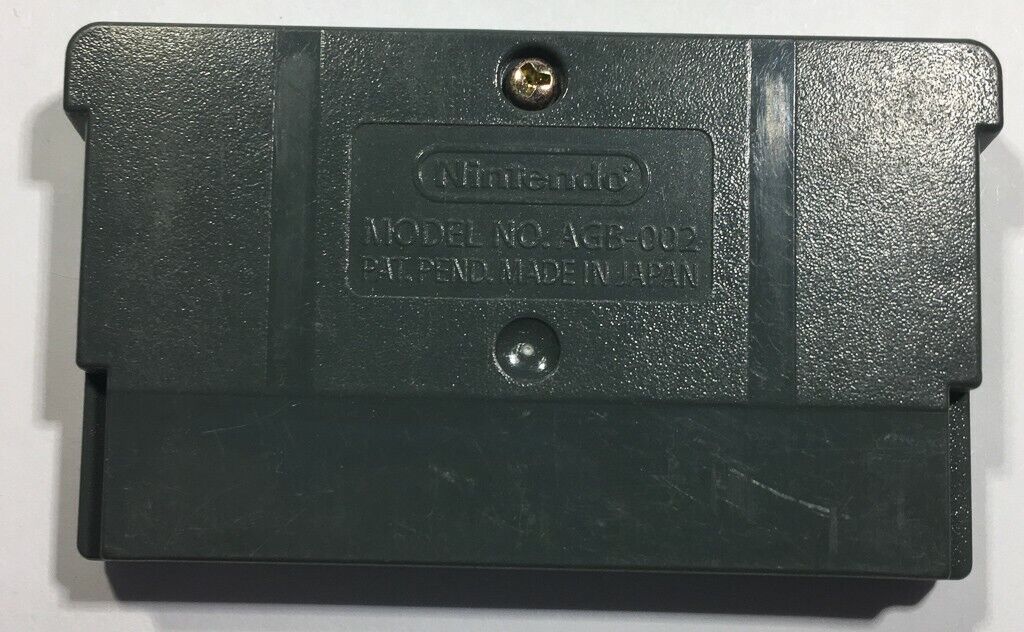 Nintendo®
MODEL NO. AGB-002
PAT. PEND. MADE IN JAPAN